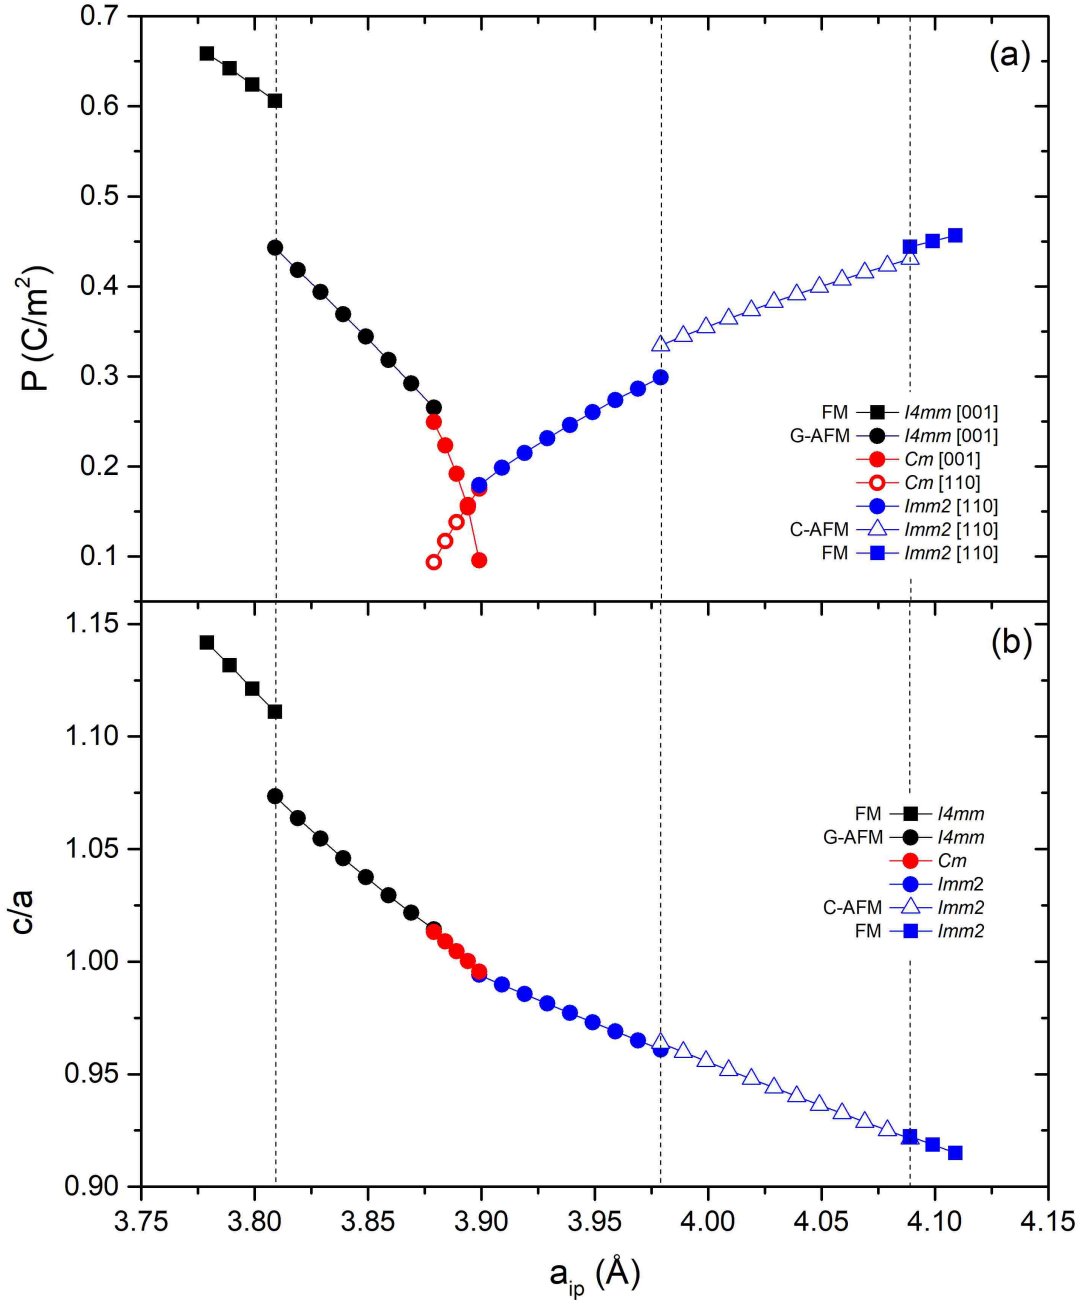 (a)
0.7
0.6
0.5
0.4
0.3
0.2
0.1
P (C/m²)
FM I4mm [001]
G-AFM I4mm [001]
Cm [001]
Cm [110]
Imm2 [110]
C-AFM Imm2 [110]
FM Imm2 [110]
(b)
1.15
1.10
1.05
1.00
0.95
0.90
c/a
FM I4mm
G-AFM I4mm
Cm
Imm2
C-AFM Imm2
FM Imm2
3.75 3.80 3.85 3.90 3.95 4.00 4.05 4.10 4.15
a_ip (Å)